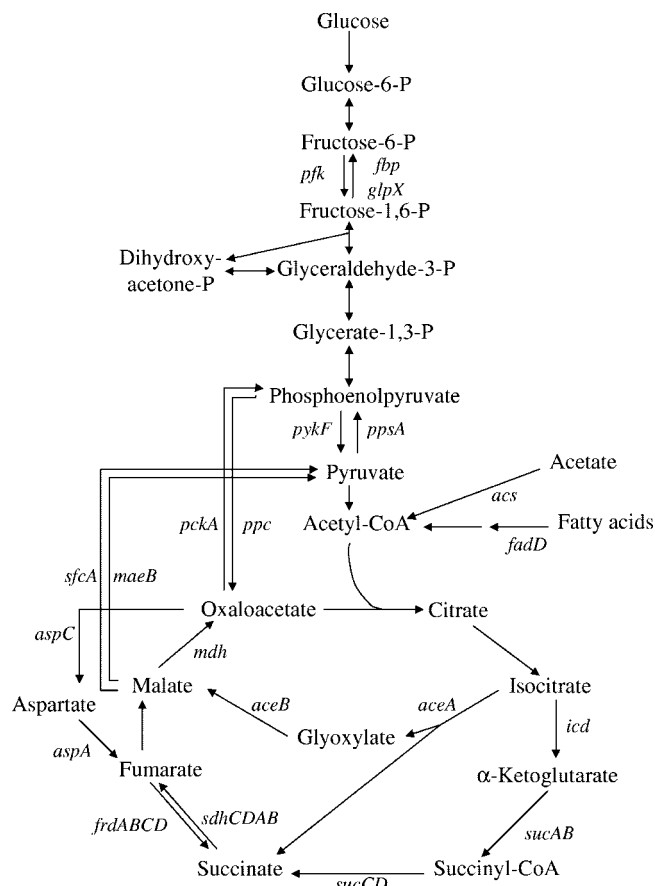 Glucose
Glucose-6-P
Fructose-6-P
pfk
fbp
glpX
Fructose-1,6-P
Dihydroxy-
acetone-P
Glyceraldehyde-3-P
Glycerate-1,3-P
Phosphoenolpyruvate
pykF
ppsA
Pyruvate
Acetate
acs
Acetyl-CoA
Fatty acids
fadD
pckA
ppc
sfcA
maeB
Oxaloacetate
Citrate
aspC
mdh
Malate
Isocitrate
Aspartate
aceB
aceA
Glyoxylate
icd
aspA
Fumarate
α-Ketoglutarate
frdABCD
sdhCDAB
sucAB
Succinate
Succinyl-CoA
sucCD